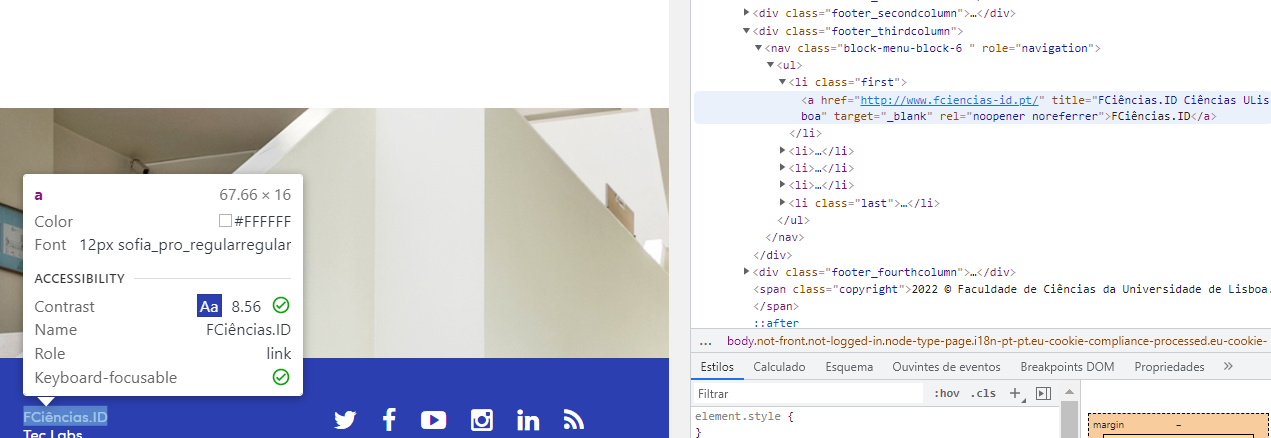 a 67.66 × 16
Color #FFFFFF
Font 12px sofia_pro_regularregular
ACCESSIBILITY
Contrast Aa 8.56
Name FCiências.ID
Role link
Keyboard-focusable
FCiências.ID
Tec Labs
<div class="footer_secondcolumn">…</div>
<div class="footer_thirdcolumn">
<nav class="block-menu-block-6 " role="navigation">
<ul>
<li class="first">
<a href="http://www.fciencias-id.pt/" title="FCiências.ID Ciências ULis
boa" target="_blank" rel="noopener noreferrer">FCiências.ID</a>
</li>
<li>…</li>
<li>…</li>
<li>…</li>
<li class="last">…</li>
</ul>
</nav>
</div>
<div class="footer_fourthcolumn">…</div>
<span class="copyright">2022 © Faculdade de Ciências da Universidade de Lisboa.
</span>
::after
… body.not-front.not-logged-in.node-type-page.i18n-pt-pt.eu-cookie-compliance-processed.eu-cookie-
Estilos Calculado Esquema Ouvintes de eventos Breakpoints DOM Propriedades »
Filtrar :hov .cls +
element.style {
}
margin –